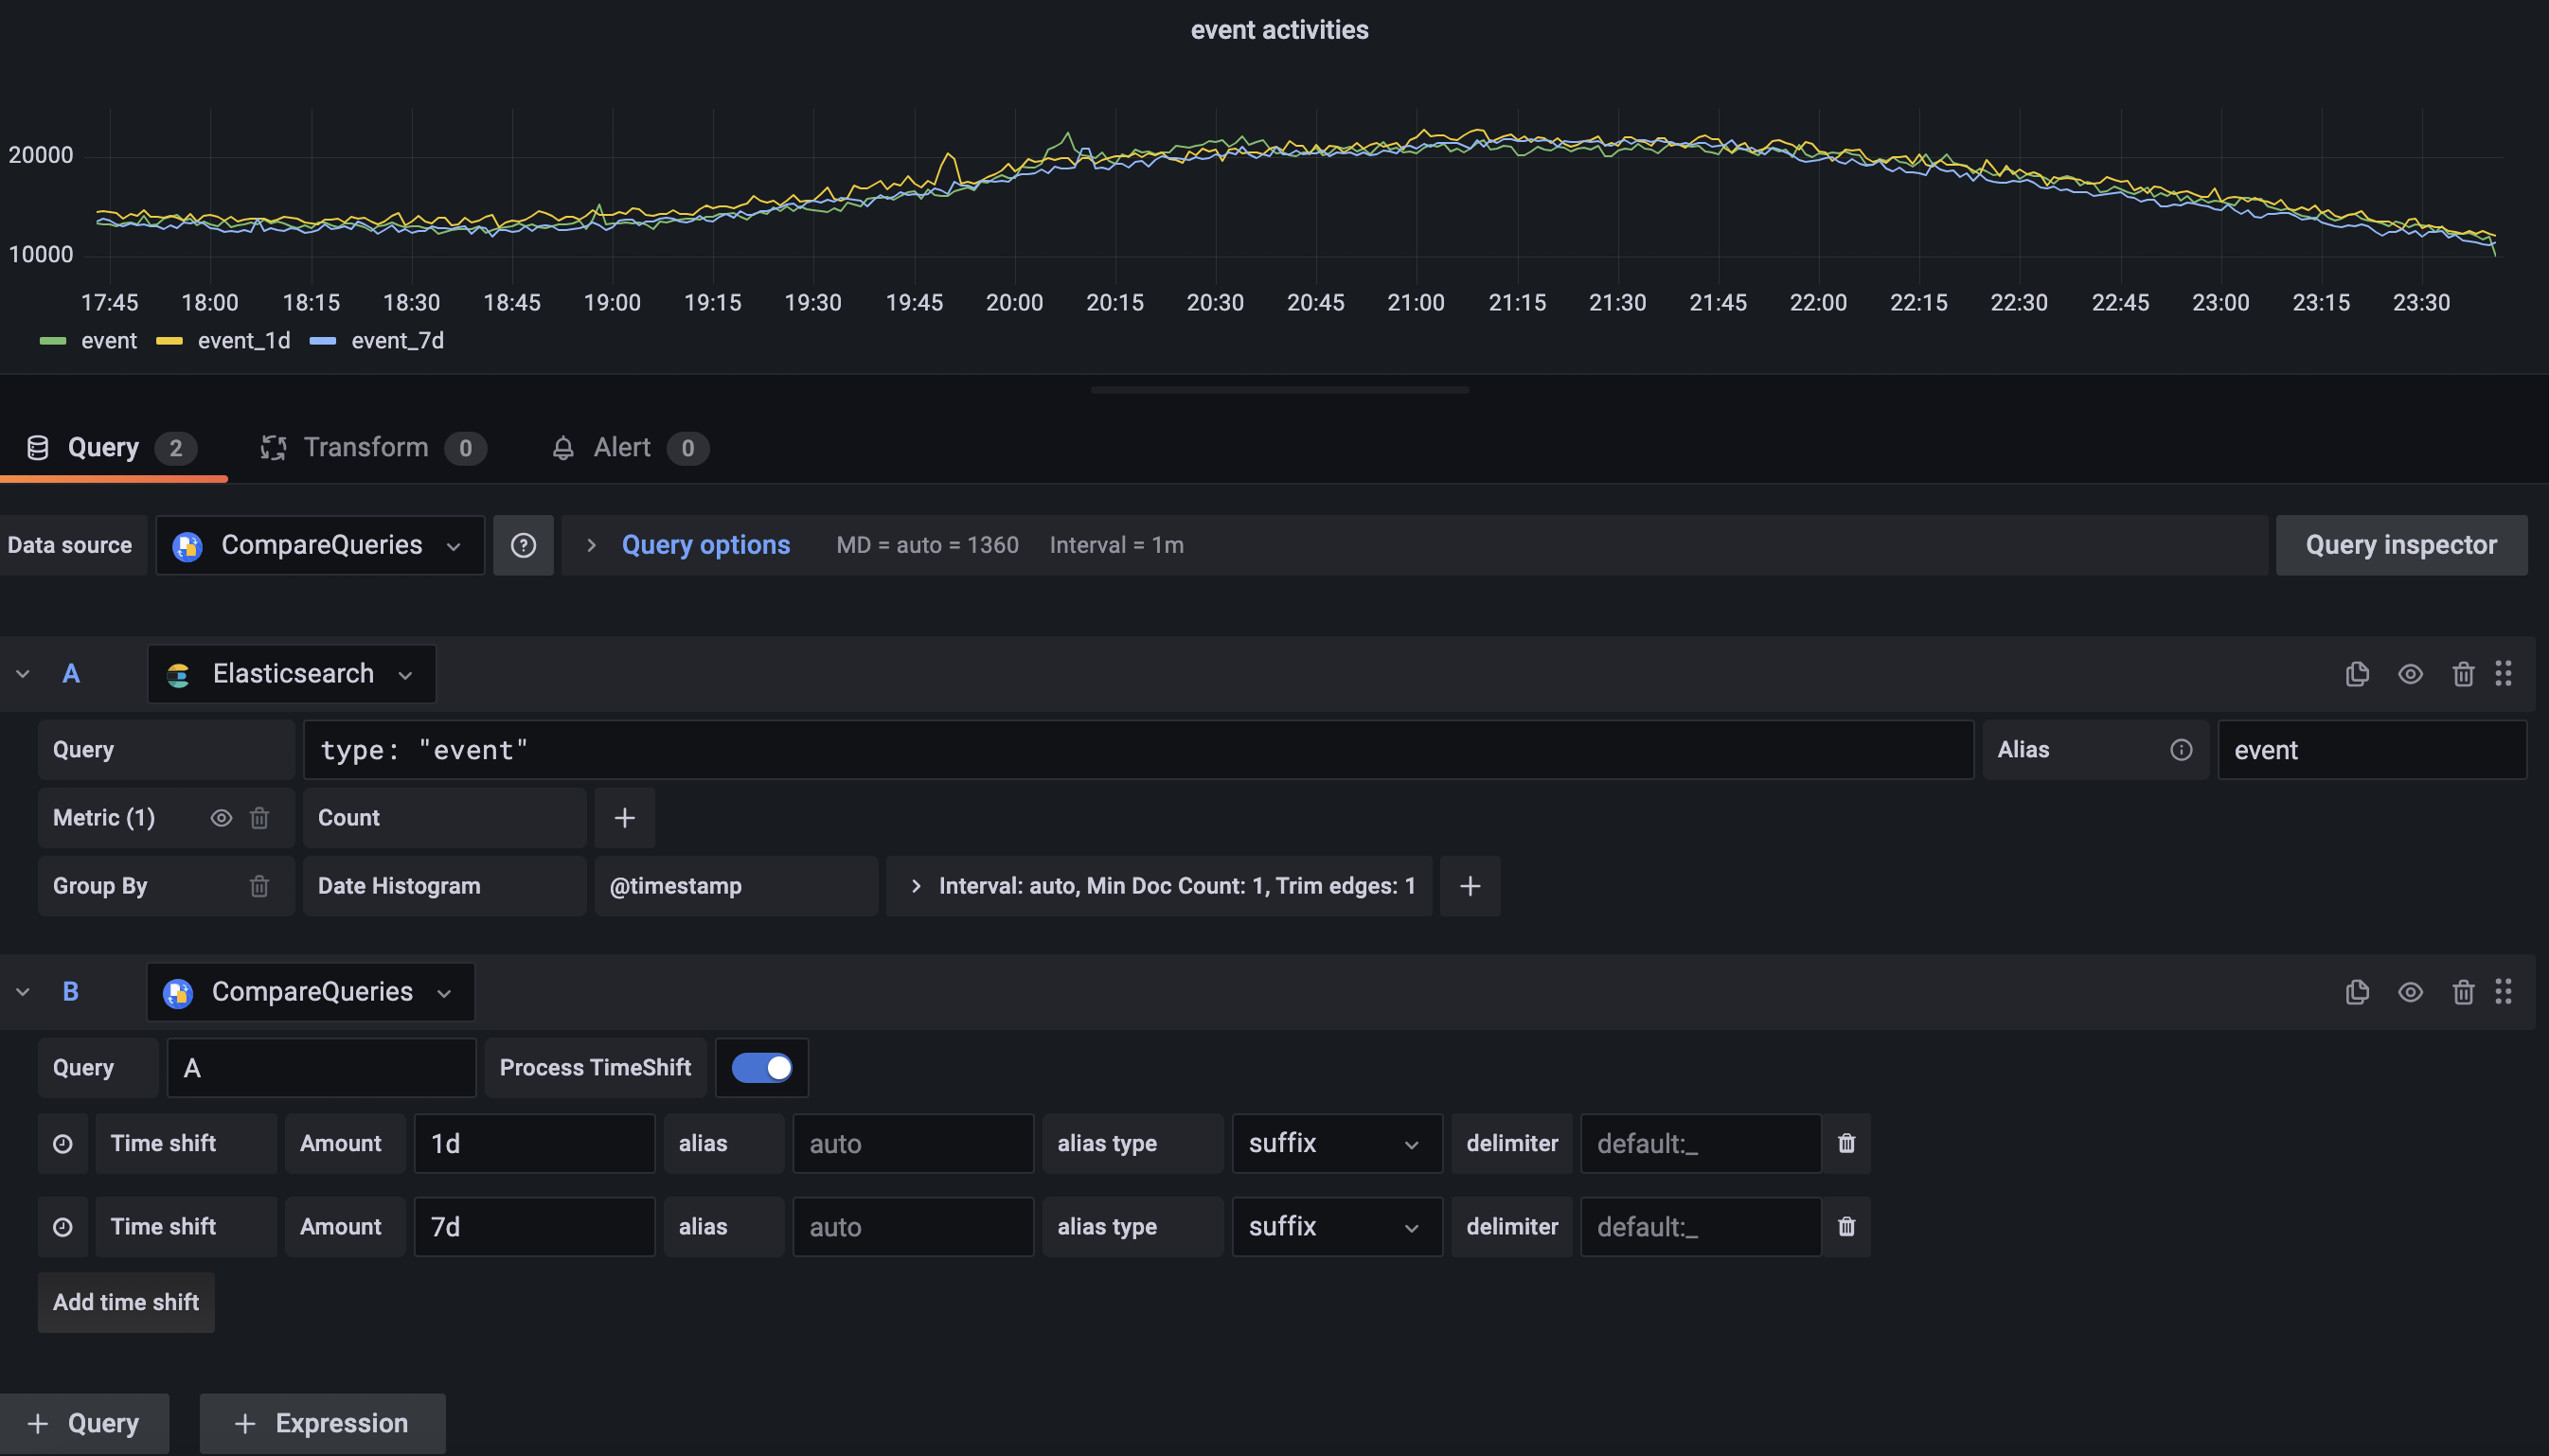 event activities
20000
10000
17:45 18:00 18:15 18:30 18:45 19:00 19:15 19:30 19:45 20:00 20:15 20:30 20:45 21:00 21:15 21:30 21:45 22:00 22:15 22:30 22:45 23:00 23:15 23:30
event event_1d event_7d
Query 2 Transform 0 Alert 0
Data source CompareQueries Query options MD = auto = 1360 Interval = 1m Query inspector
A Elasticsearch
Query type: "event" Alias event
Metric (1) Count
Group By Date Histogram @timestamp Interval: auto, Min Doc Count: 1, Trim edges: 1
B CompareQueries
Query A Process TimeShift
Time shift Amount 1d alias auto alias type suffix delimiter default:_
Time shift Amount 7d alias auto alias type suffix delimiter default:_
Add time shift
+ Query + Expression